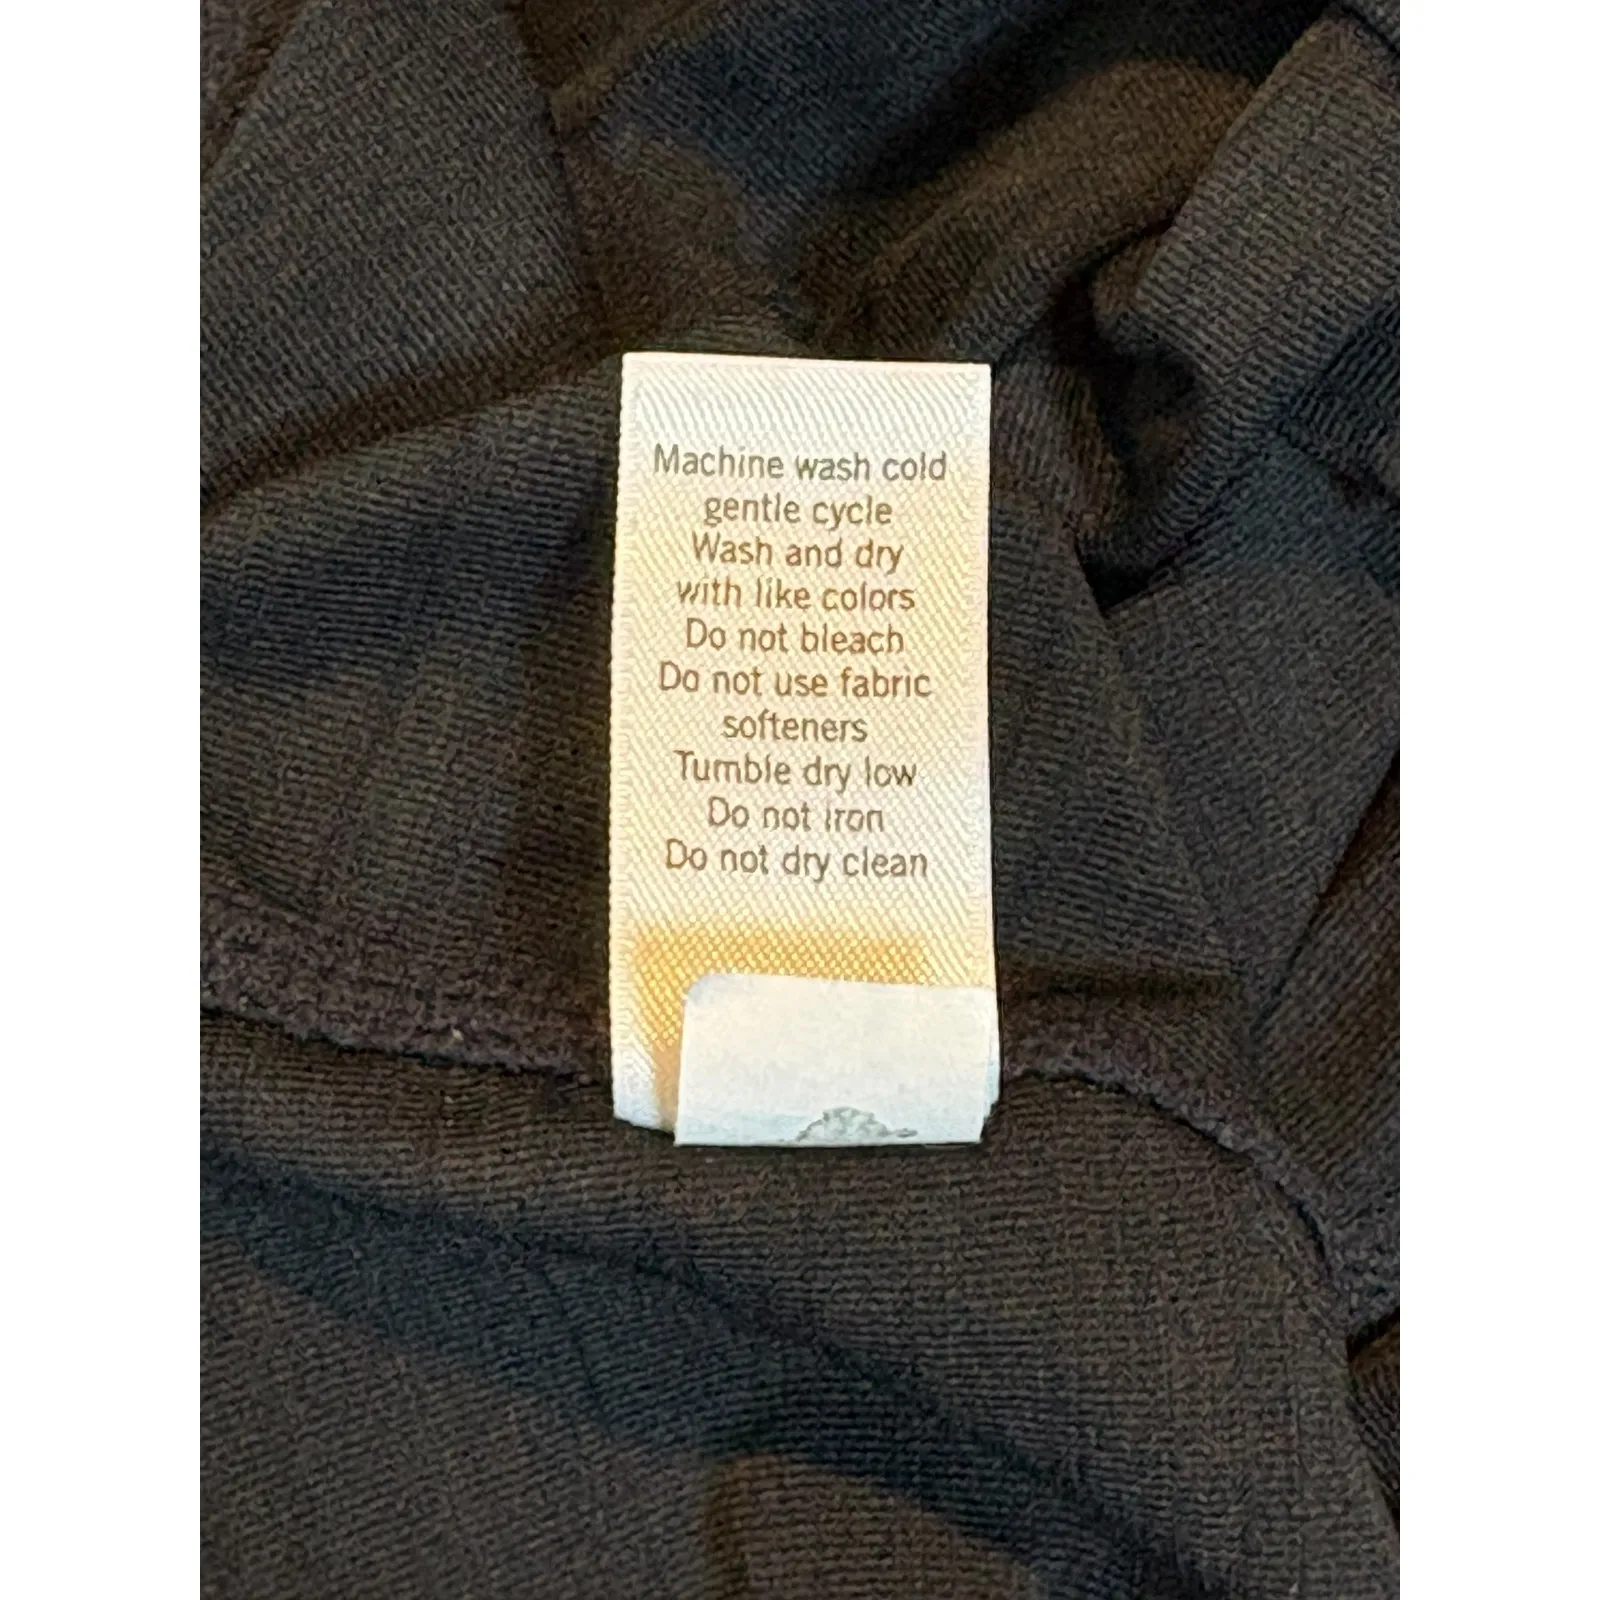 Machine wash cold
gentle cycle
Wash and dry
with like colors
Do not bleach
Do not use fabric
softeners
Tumble dry low
Do not iron
Do not dry clean